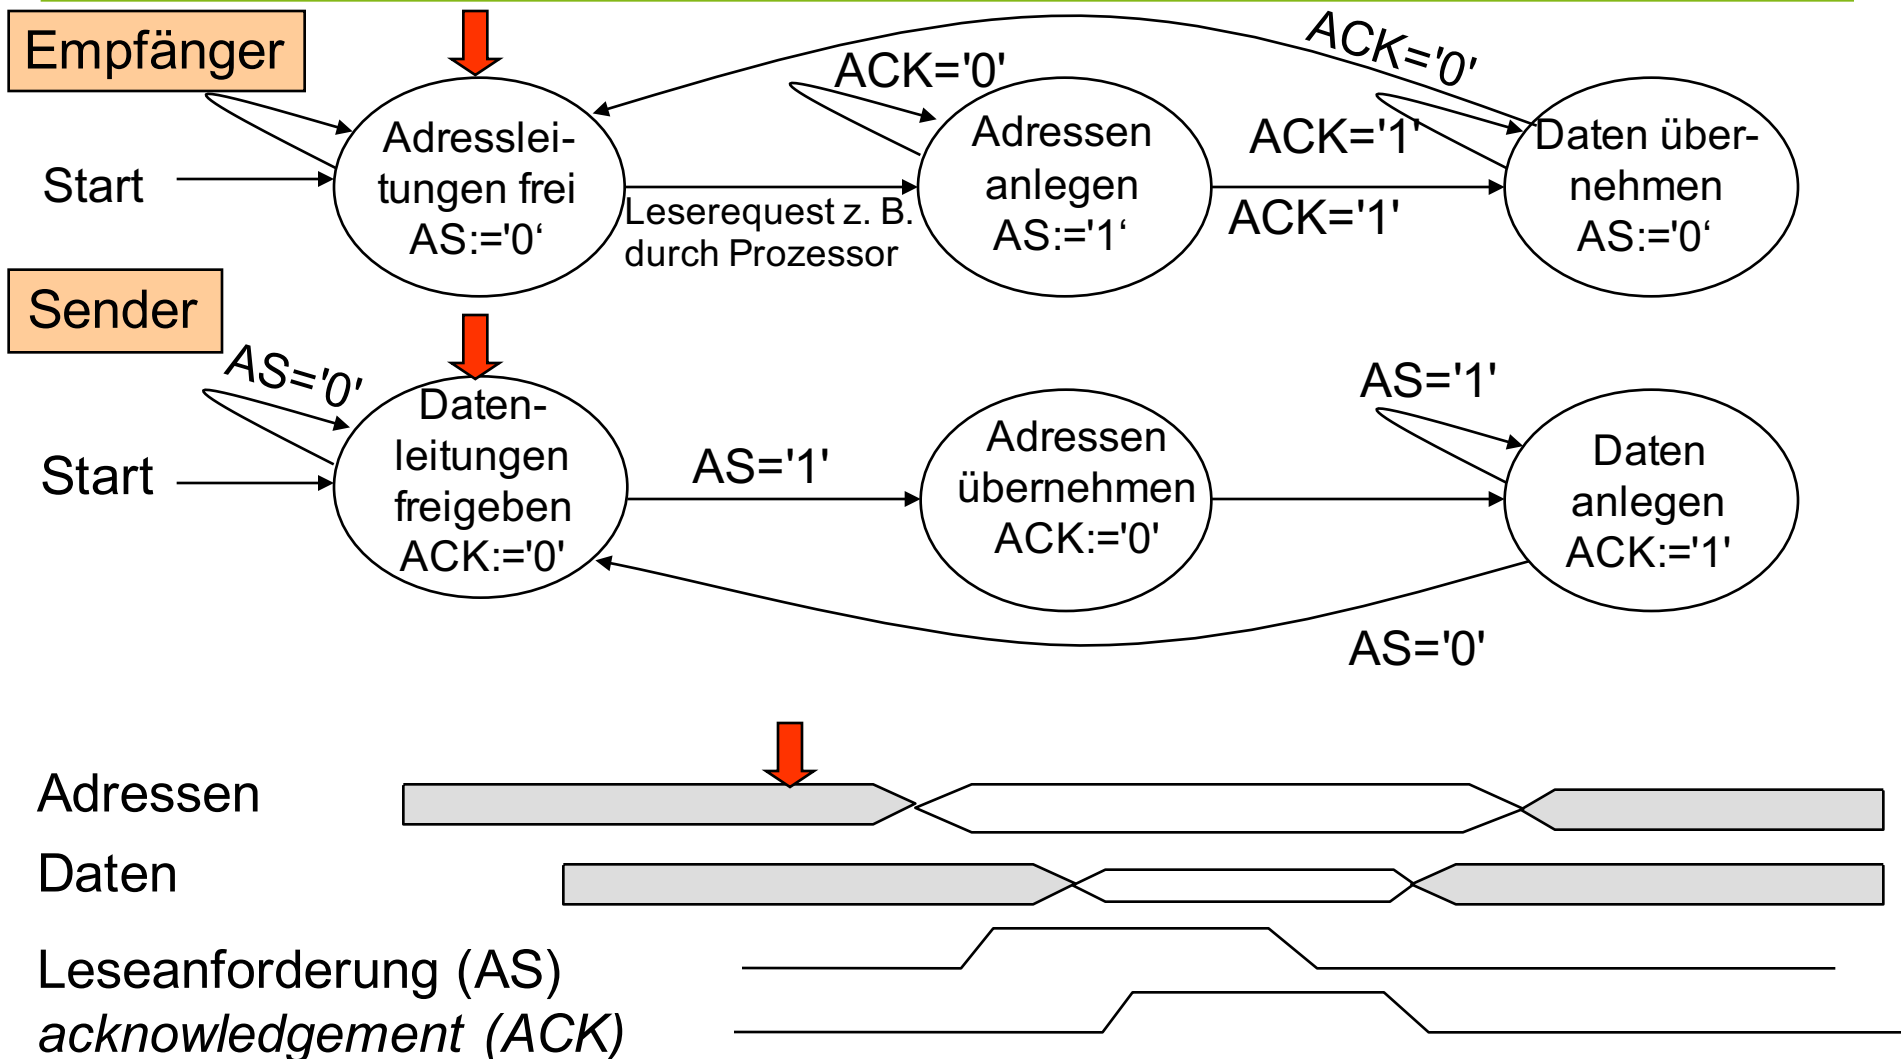 Empfänger
ACK='0'
ACK='0'
Start
Adresslei-
tungen frei
AS:='0‘
Leserequest z. B.
durch Prozessor
Adressen
anlegen
AS:='1‘
ACK='1'
ACK='1'
Daten über-
nehmen
AS:='0‘
Sender
AS='0'
Start
Daten-
leitungen
freigeben
ACK:='0'
AS='1'
Adressen
übernehmen
ACK:='0'
AS='1'
Daten
anlegen
ACK:='1'
AS='0'
Adressen
Daten
Leseanforderung (AS)
acknowledgement (ACK)